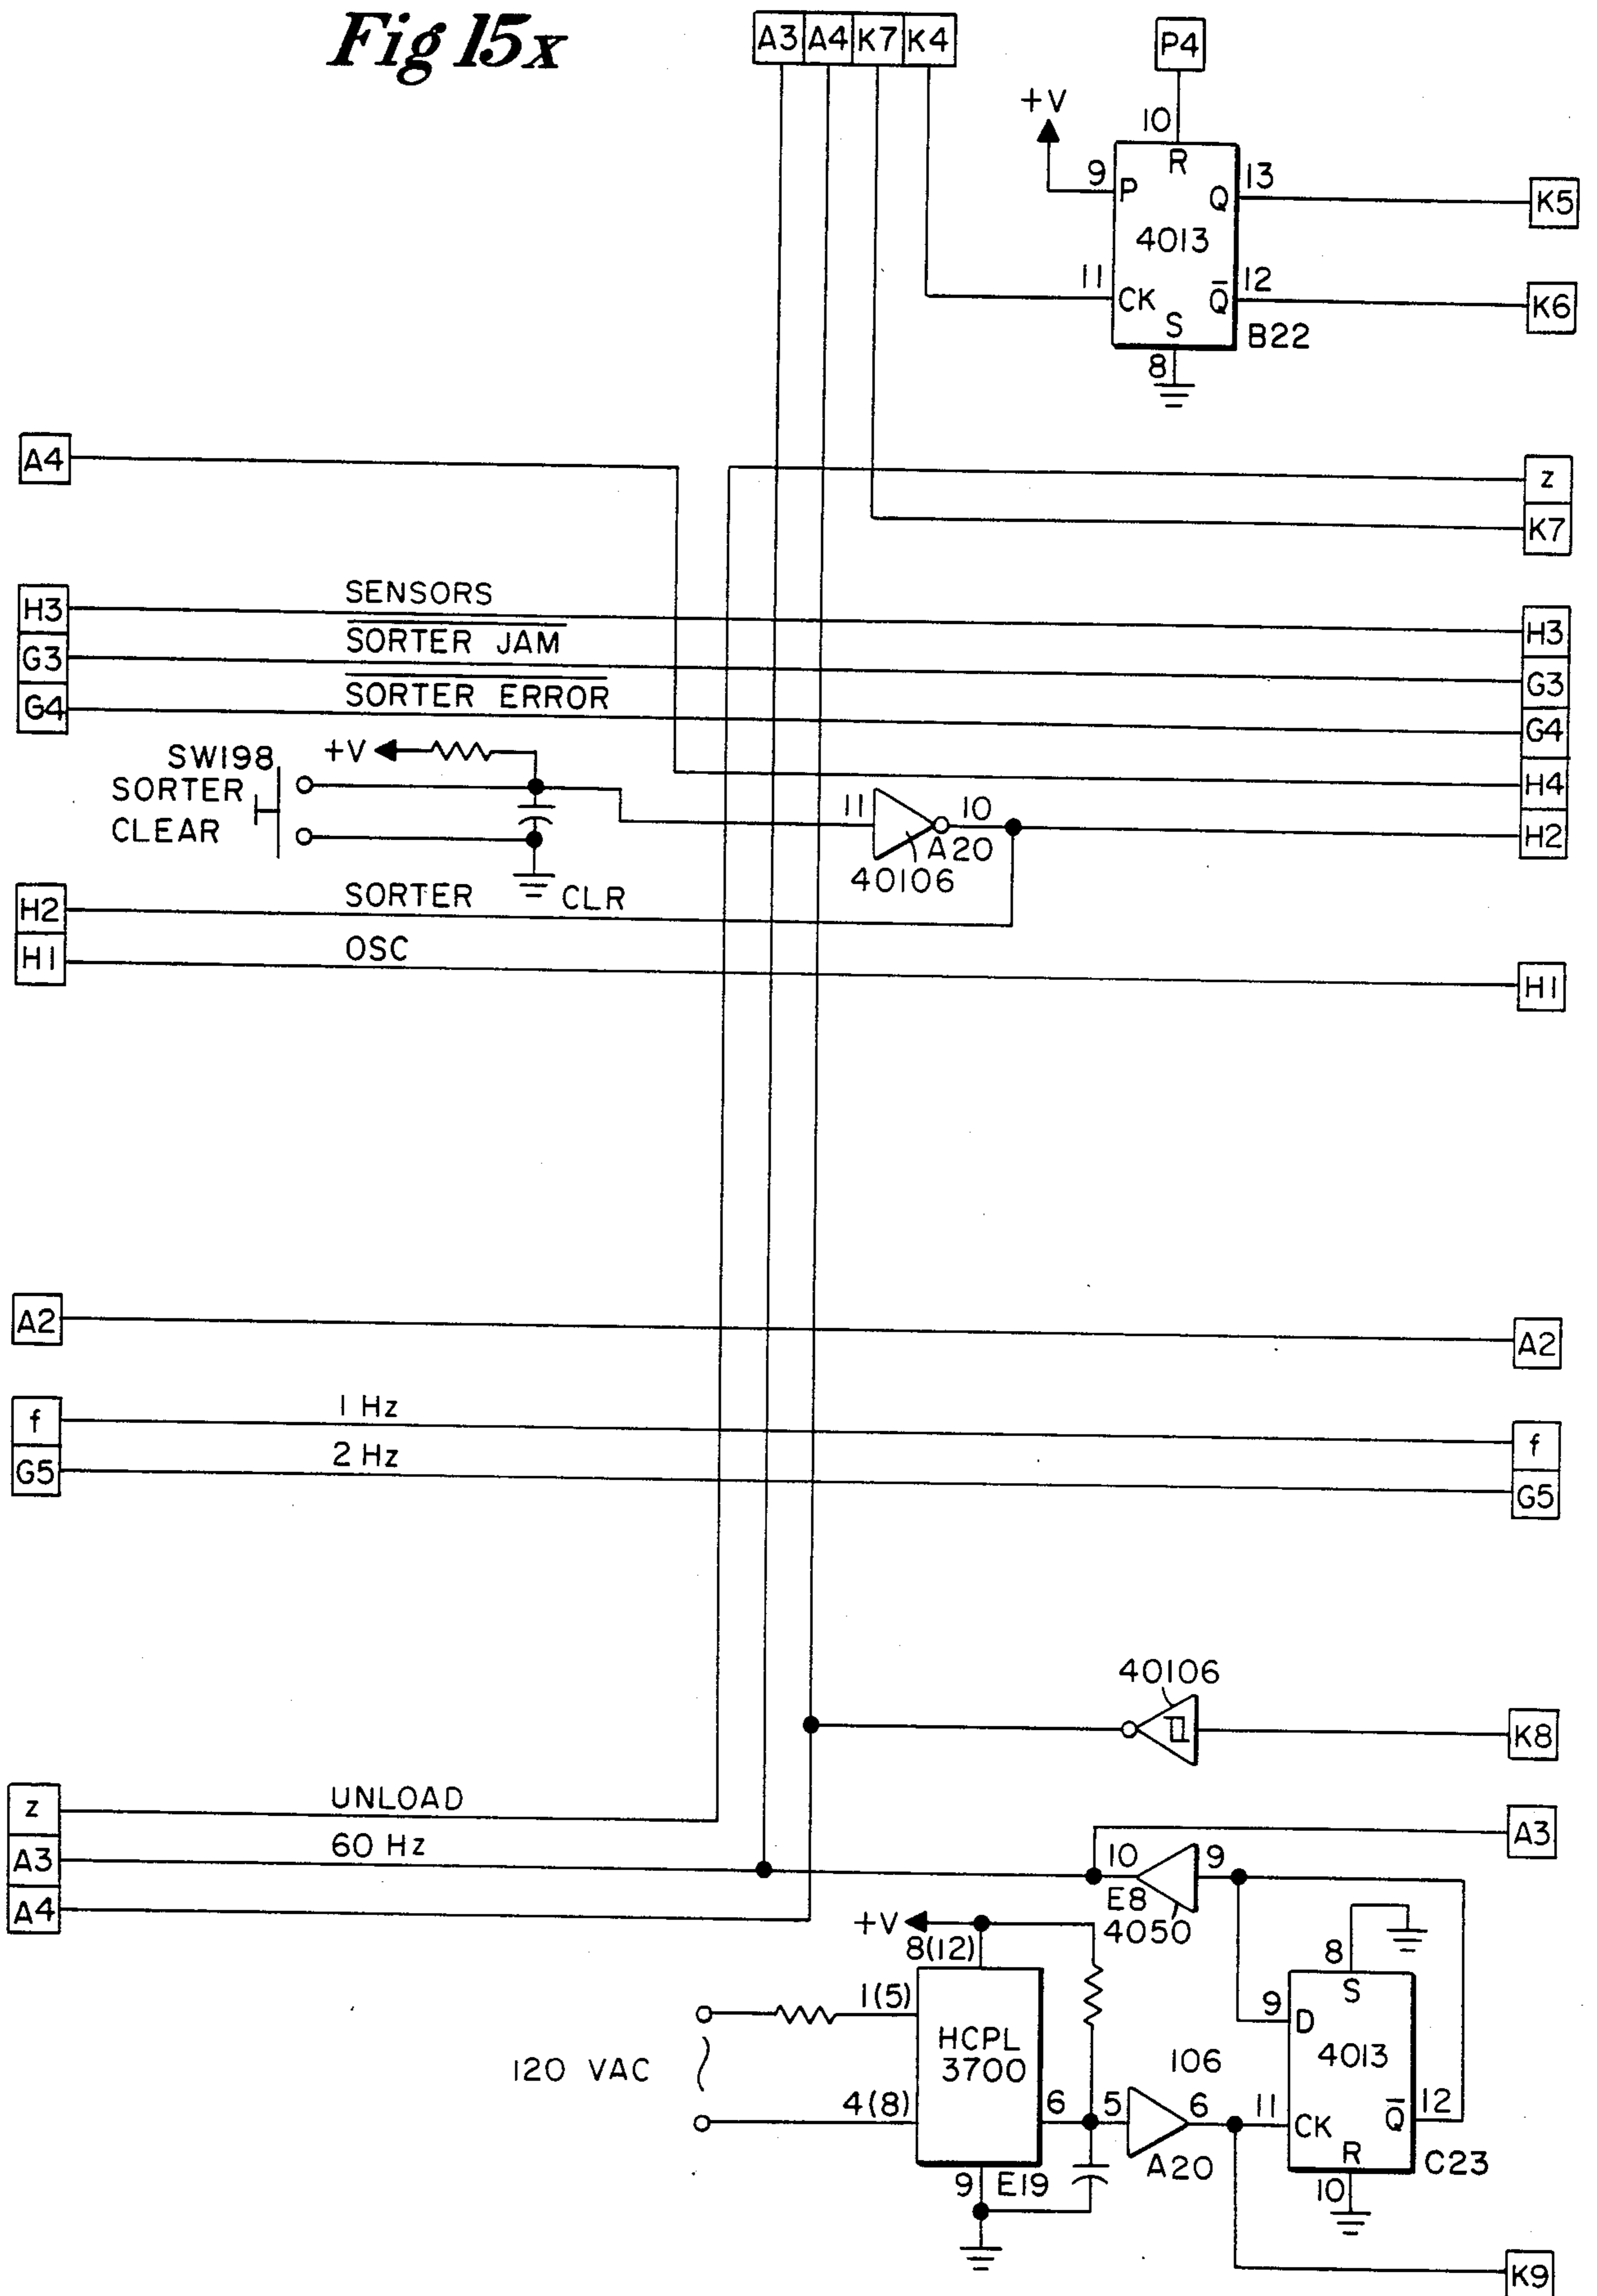 Fig 15x
A3 A4 K7 K4
P4
+V
10
R
9 P
Q 13
K5
4013
11 CK
Q̅ 12
K6
S
B22
8
A4
z
K7
H3 SENSORS H3
G3 S̅O̅R̅T̅E̅R̅ J̅A̅M̅ G3
G4 S̅O̅R̅T̅E̅R̅ E̅R̅R̅O̅R̅ G4
SW198
SORTER
CLEAR
+V
H4
11 10
A20
40106
H2
H2 SORTER CLR
H1 OSC H1
A2 A2
f 1 Hz f
G5 2 Hz G5
40106
K8
z UNLOAD
A3 60 Hz
A3
A4
10 9
E8
4050
+V
8(12)
8
S
1(5)
9 D
HCPL
3700
4013
120 VAC
106
4(8)
6 5 6
11 CK
Q̅ 12
A20
R
C23
9 E19
10
K9